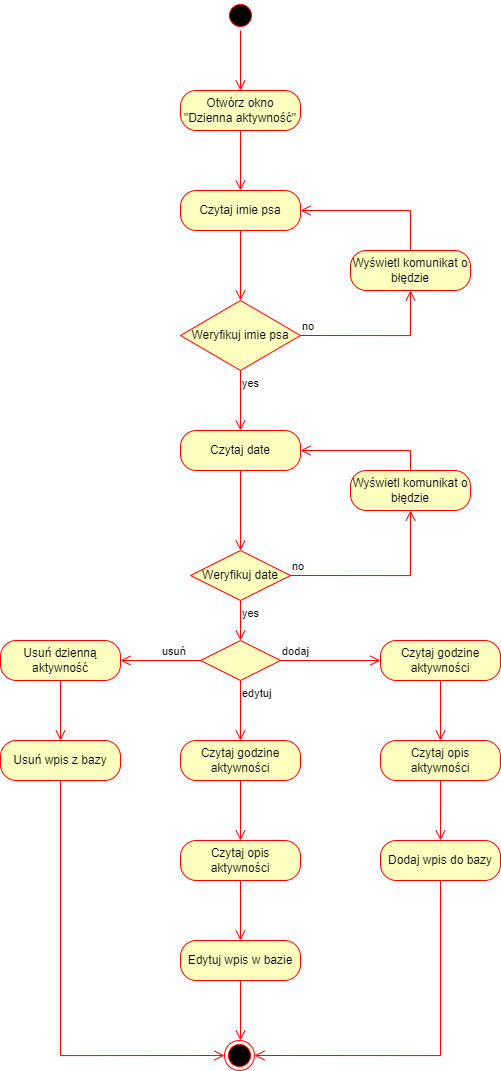 Otwórz okno
"Dzienna aktywność"
Czytaj imie psa
Wyświetl komunikat o
błędzie
Weryfikuj imie psa
no
yes
Czytaj date
Wyświetl komunikat o
błędzie
Weryfikuj date
no
yes
usuń
dodaj
edytuj
Usuń dzienną
aktywność
Czytaj godzine
aktywności
Usuń wpis z bazy
Czytaj godzine
aktywności
Czytaj opis
aktywności
Czytaj opis
aktywności
Dodaj wpis do bazy
Edytuj wpis w bazie